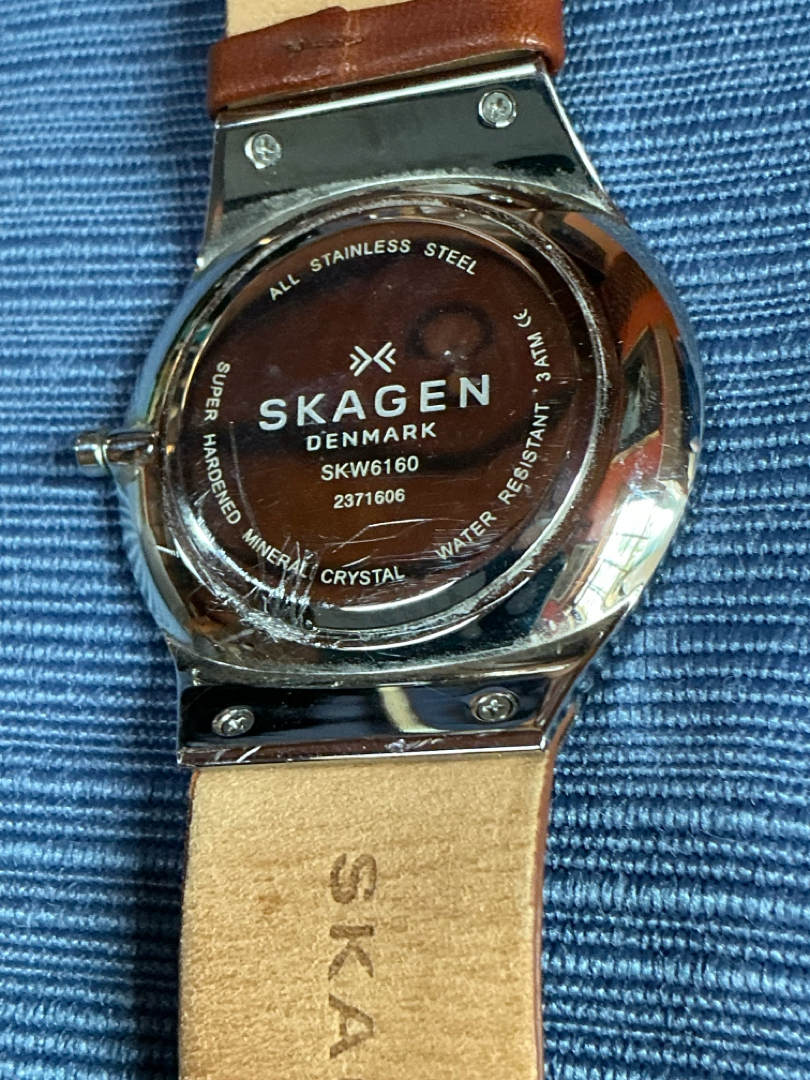 ALL STAINLESS STEEL
SKAGEN
DENMARK
SKW6160
2371606
SUPER HARDENED MINERAL CRYSTAL
WATER RESISTANT 3 ATM CE
SKA